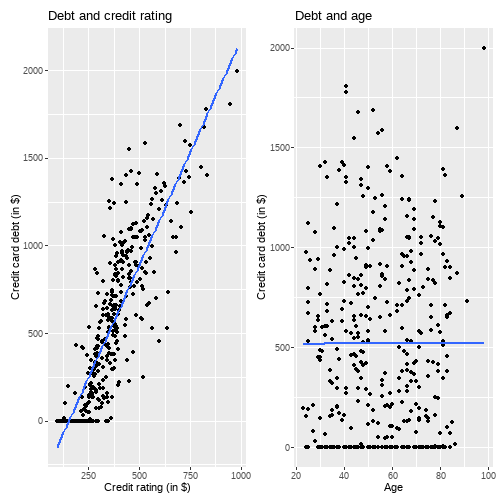 Debt and credit rating
Credit card debt (in $)
2000
1500
1000
500
0
250 500 750 1000
Credit rating (in $)
Debt and age
Credit card debt (in $)
2000
1500
1000
500
0
20 40 60 80 100
Age